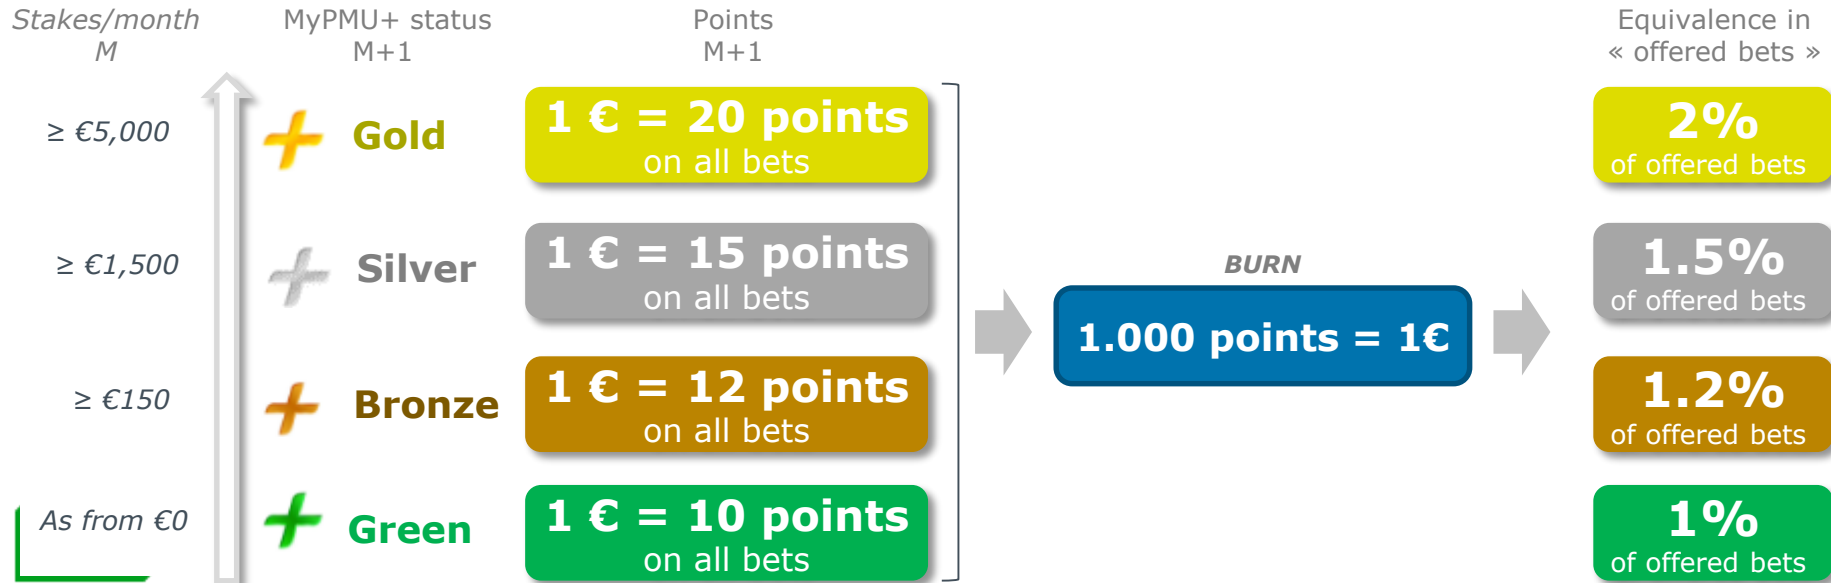 Stakes/month
M
MyPMU+ status
M+1
Points
M+1
Equivalence in
« offered bets »
≥ €5,000
Gold
1 € = 20 points
on all bets
2%
of offered bets
≥ €1,500
Silver
1 € = 15 points
on all bets
BURN
1.000 points = 1€
1.5%
of offered bets
≥ €150
Bronze
1 € = 12 points
on all bets
1.2%
of offered bets
As from €0
Green
1 € = 10 points
on all bets
1%
of offered bets